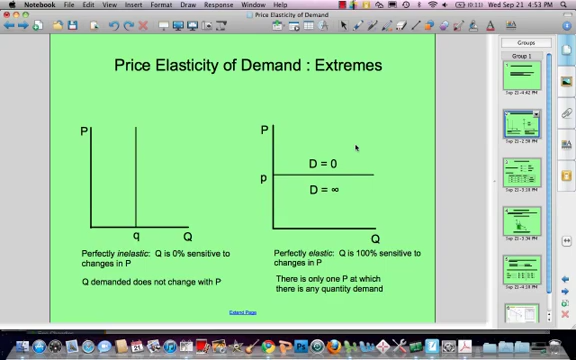 Notebook File Edit View Insert Format Draw Response Window
Wed Sep 21 4:53 PM
Price Elasticity of Demand
Groups
Group 1
Price Elasticity of Demand : Extremes
P
P
D = 0
p
D = ∞
q
Q
Q
Perfectly inelastic: Q is 0% sensitive to
changes in P
Q demanded does not change with P
Perfectly elastic: Q is 100% sensitive to
changes in P
There is only one P at which
there is any quantity demand
Extend Page